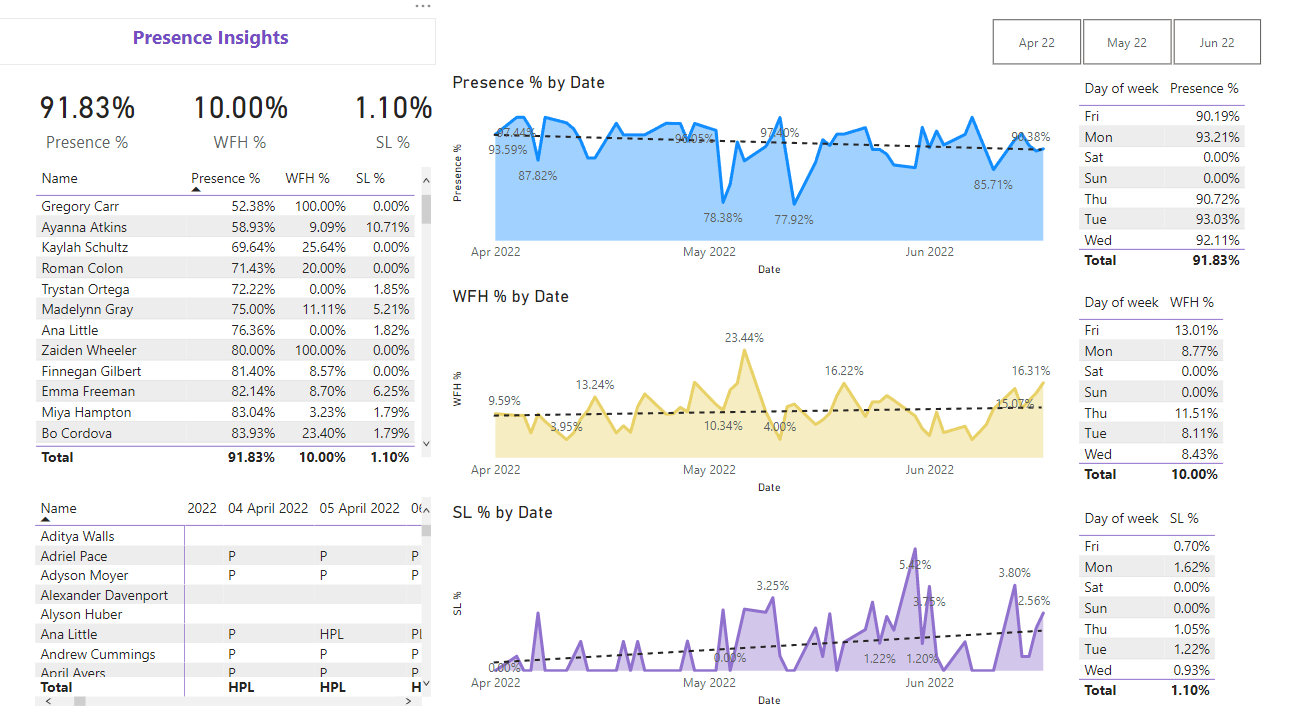 Presence Insights
91.83% 10.00% 1.10%
Presence % WFH % SL %
Name Presence % WFH % SL %
Gregory Carr 52.38% 100.00% 0.00%
Ayanna Atkins 58.93% 9.09% 10.71%
Kaylah Schultz 69.64% 25.64% 0.00%
Roman Colon 71.43% 20.00% 0.00%
Trystan Ortega 72.22% 0.00% 1.85%
Madelynn Gray 75.00% 11.11% 5.21%
Ana Little 76.36% 0.00% 1.82%
Zaiden Wheeler 80.00% 100.00% 0.00%
Finnegan Gilbert 81.40% 8.57% 0.00%
Emma Freeman 82.14% 8.70% 6.25%
Miya Hampton 83.04% 3.23% 1.79%
Bo Cordova 83.93% 23.40% 1.79%
Total 91.83% 10.00% 1.10%
Name 2022 04 April 2022 05 April 2022
Aditya Walls
Adriel Pace P P P
Adyson Moyer P P P
Alexander Davenport
Alyson Huber
Ana Little P HPL
Andrew Cummings P P P
April Ayers P P P
Total HPL HPL H
Presence % by Date
Presence %
97.44%
93.59%
87.82%
78.38%
97.40%
77.92%
85.71%
Apr 2022 May 2022 Jun 2022
Date
WFH % by Date
WFH %
9.59%
3.95%
13.24%
10.34%
23.44%
4.00%
16.22%
15.07%
16.31%
Apr 2022 May 2022 Jun 2022
Date
SL % by Date
SL %
0.00%
0.00%
3.25%
1.22%
5.42%
1.20%
3.75%
3.80%
2.56%
Apr 2022 May 2022 Jun 2022
Date
Apr 22 May 22 Jun 22
Day of week Presence %
Fri 90.19%
Mon 93.21%
Sat 0.00%
Sun 0.00%
Thu 90.72%
Tue 93.03%
Wed 92.11%
Total 91.83%
Day of week WFH %
Fri 13.01%
Mon 8.77%
Sat 0.00%
Sun 0.00%
Thu 11.51%
Tue 8.11%
Wed 8.43%
Total 10.00%
Day of week SL %
Fri 0.70%
Mon 1.62%
Sat 0.00%
Sun 0.00%
Thu 1.05%
Tue 1.22%
Wed 0.93%
Total 1.10%